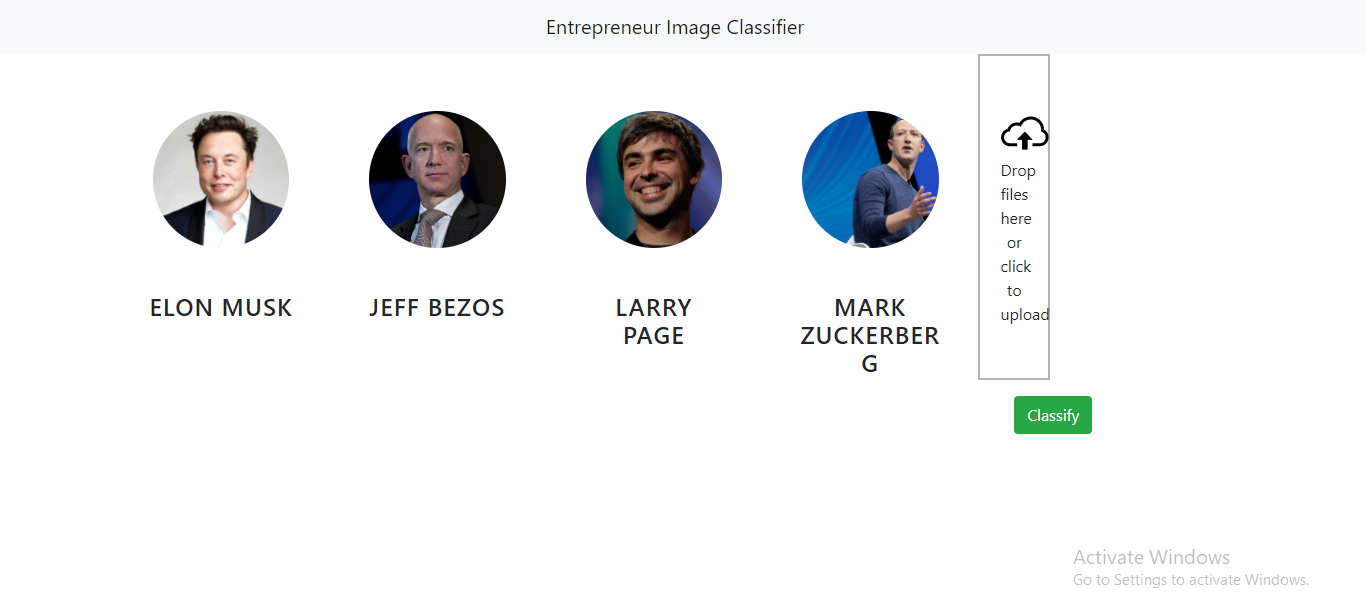 Entrepreneur Image Classifier
ELON MUSK
JEFF BEZOS
LARRY
PAGE
MARK
ZUCKERBER
G
Drop
files
here
or
click
to
upload
Classify
Activate Windows
Go to Settings to activate Windows.